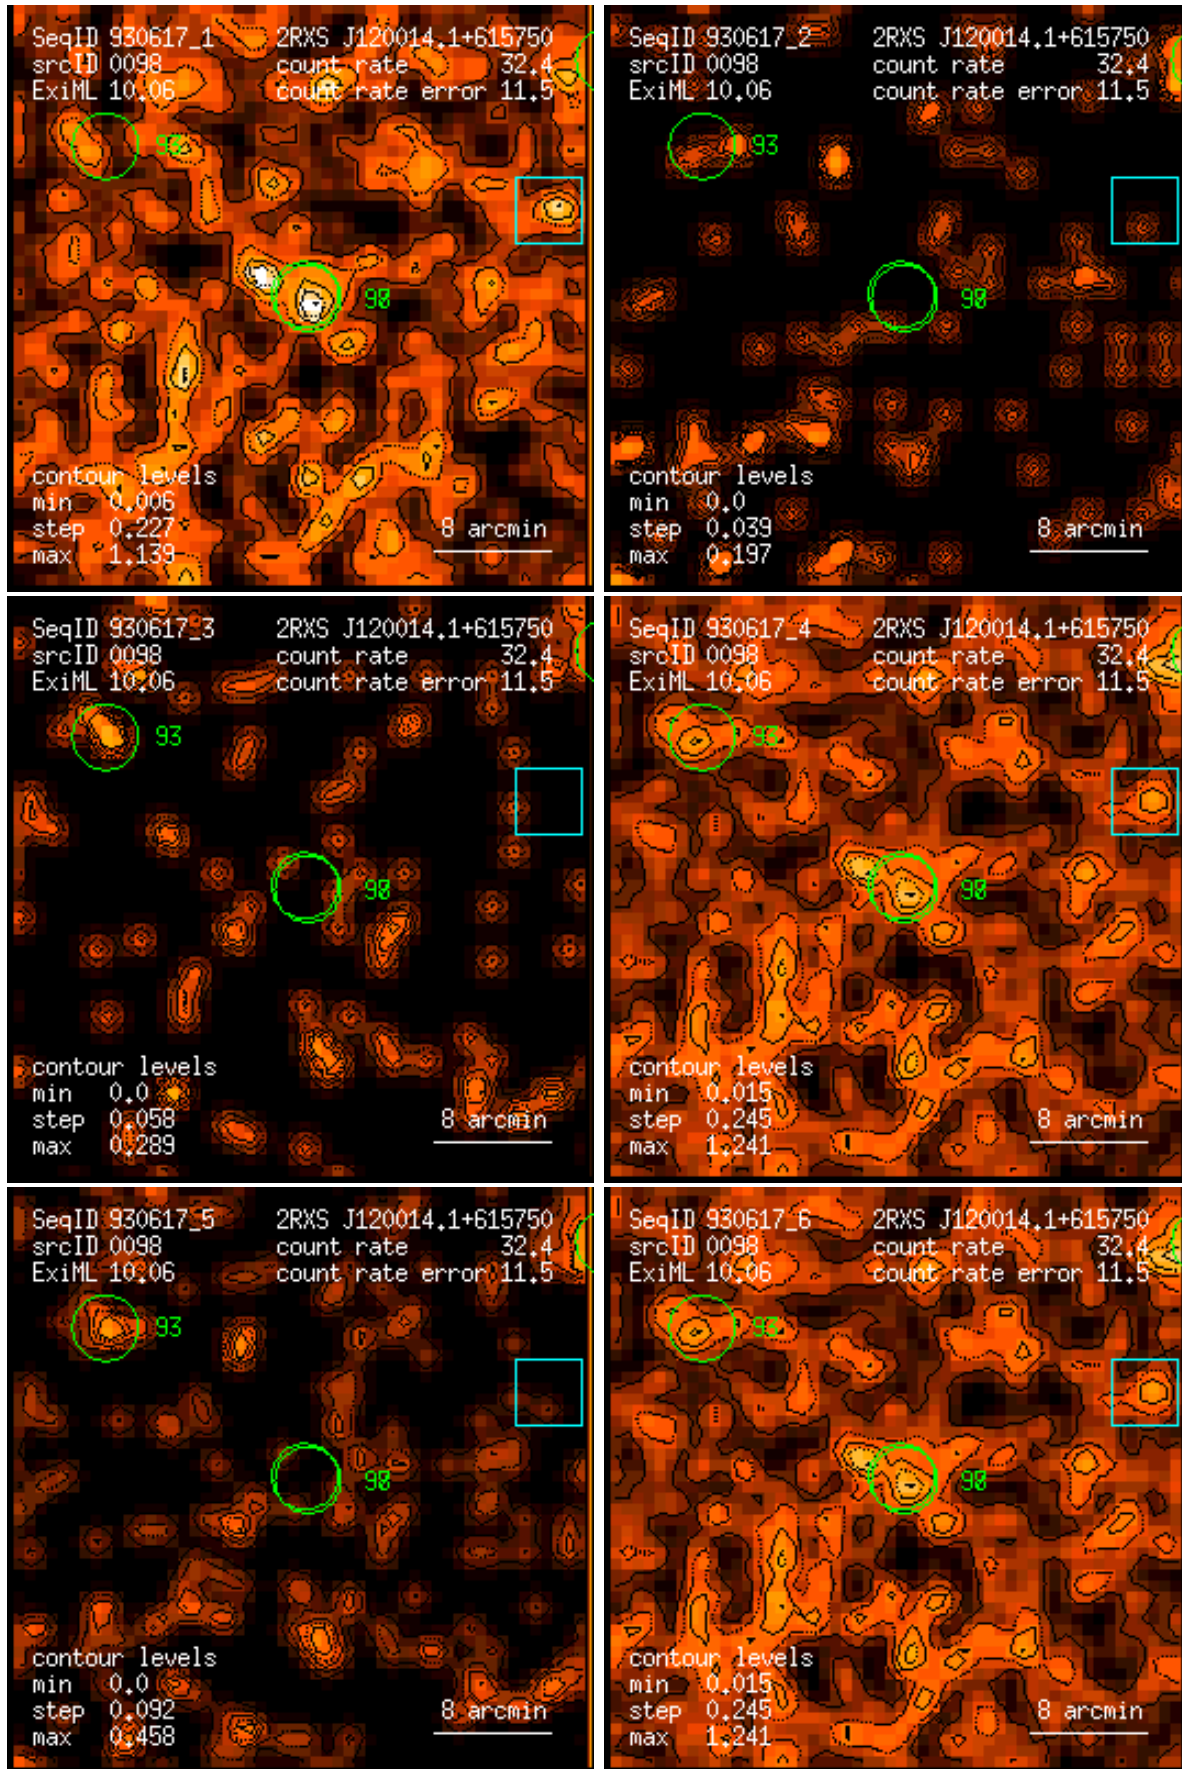 SeqID 930617_1 2RXS J120014.1+615750
srcID 0098 count rate 32.4
ExiML 10.06 count rate error 11.5
93
90
contour levels
min 0.006
step 0.227 8 arcmin
max 1.139
SeqID 930617_2 2RXS J120014.1+615750
srcID 0098 count rate 32.4
ExiML 10.06 count rate error 11.5
93
90
contour levels
min 0.0
step 0.039 8 arcmin
max 0.197
SeqID 930617_3 2RXS J120014.1+615750
srcID 0098 count rate 32.4
ExiML 10.06 count rate error 11.5
93
90
contour levels
min 0.0
step 0.058 8 arcmin
max 0.289
SeqID 930617_4 2RXS J120014.1+615750
srcID 0098 count rate 32.4
ExiML 10.06 count rate error 11.5
93
90
contour levels
min 0.015
step 0.245 8 arcmin
max 1.241
SeqID 930617_5 2RXS J120014.1+615750
srcID 0098 count rate 32.4
ExiML 10.06 count rate error 11.5
93
90
contour levels
min 0.0
step 0.092 8 arcmin
max 0.458
SeqID 930617_6 2RXS J120014.1+615750
srcID 0098 count rate 32.4
ExiML 10.06 count rate error 11.5
93
90
contour levels
min 0.015
step 0.245 8 arcmin
max 1.241